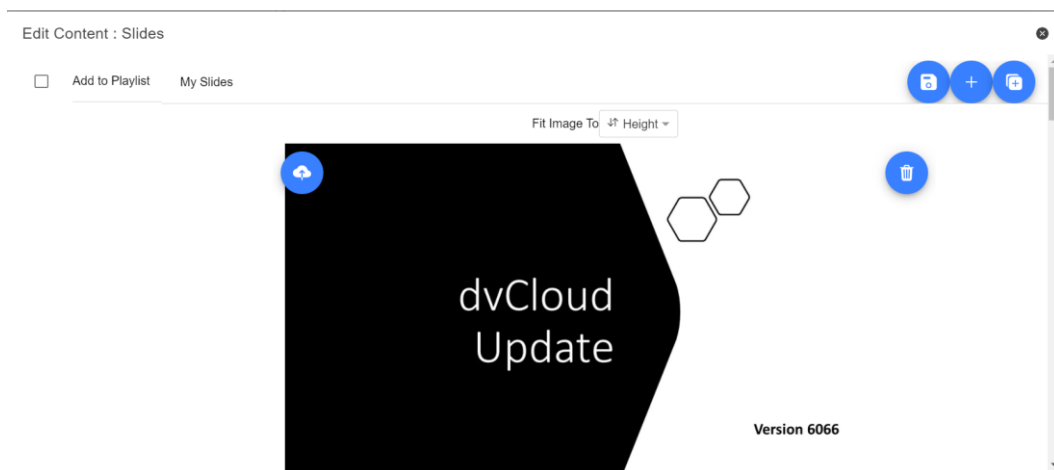 Edit Content : Slides
Add to Playlist
My Slides
Fit Image To
Height
dvCloud
Update
Version 6066